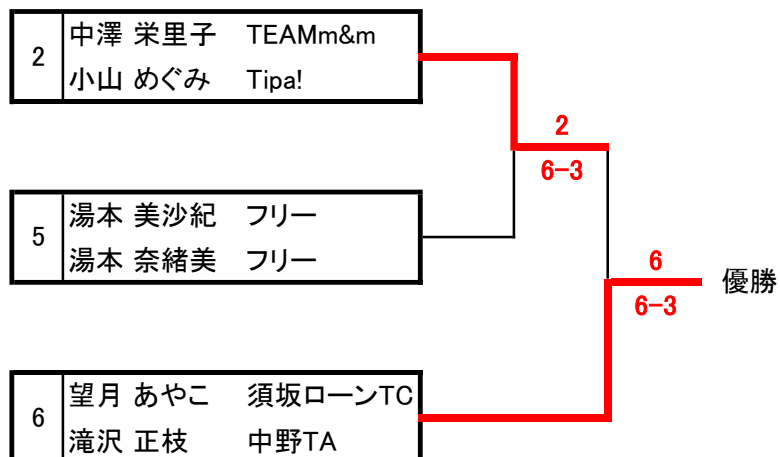 2
中澤 栄里子 TEAMm&m
小山 めぐみ Tipa!
2
6-3
5
湯本 美沙紀 フリー
湯本 奈緒美 フリー
6
6-3
優勝
6
望月 あやこ 須坂ローンTC
滝沢 正枝 中野TA